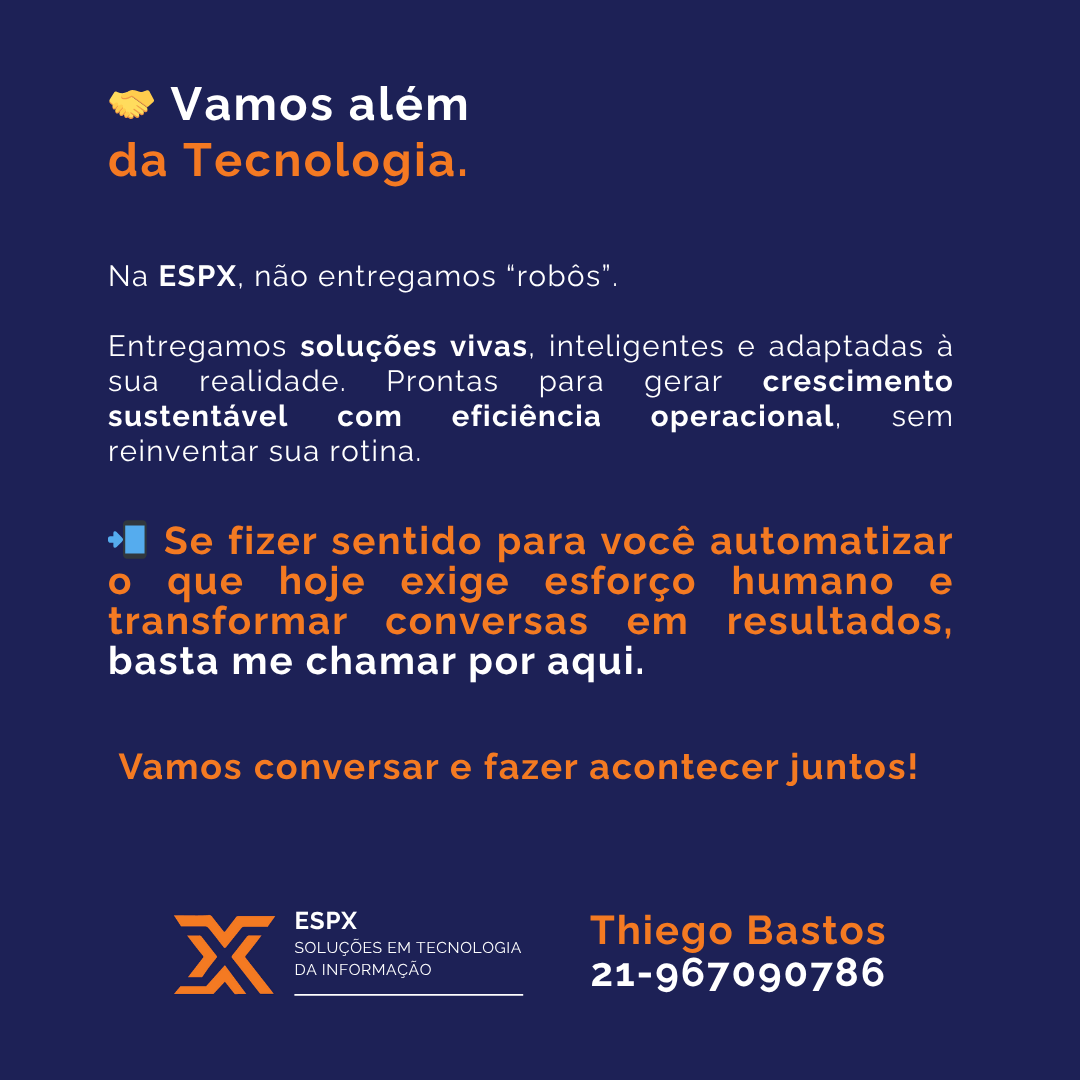 🤝 Vamos além
da Tecnologia.
Na ESPX, não entregamos “robôs”.
Entregamos soluções vivas, inteligentes e adaptadas à
sua realidade. Prontas para gerar crescimento
sustentável com eficiência operacional, sem
reinventar sua rotina.
📲 Se fizer sentido para você automatizar
o que hoje exige esforço humano e
transformar conversas em resultados,
basta me chamar por aqui.
Vamos conversar e fazer acontecer juntos!
ESPX
SOLUÇÕES EM TECNOLOGIA
DA INFORMAÇÃO
Thiego Bastos
21-967090786